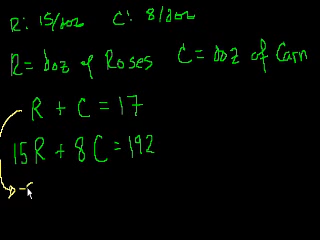 R: 15/doz C: 8/doz
R= doz of Roses C= doz of Carn
R + C = 17
15R + 8C = 192